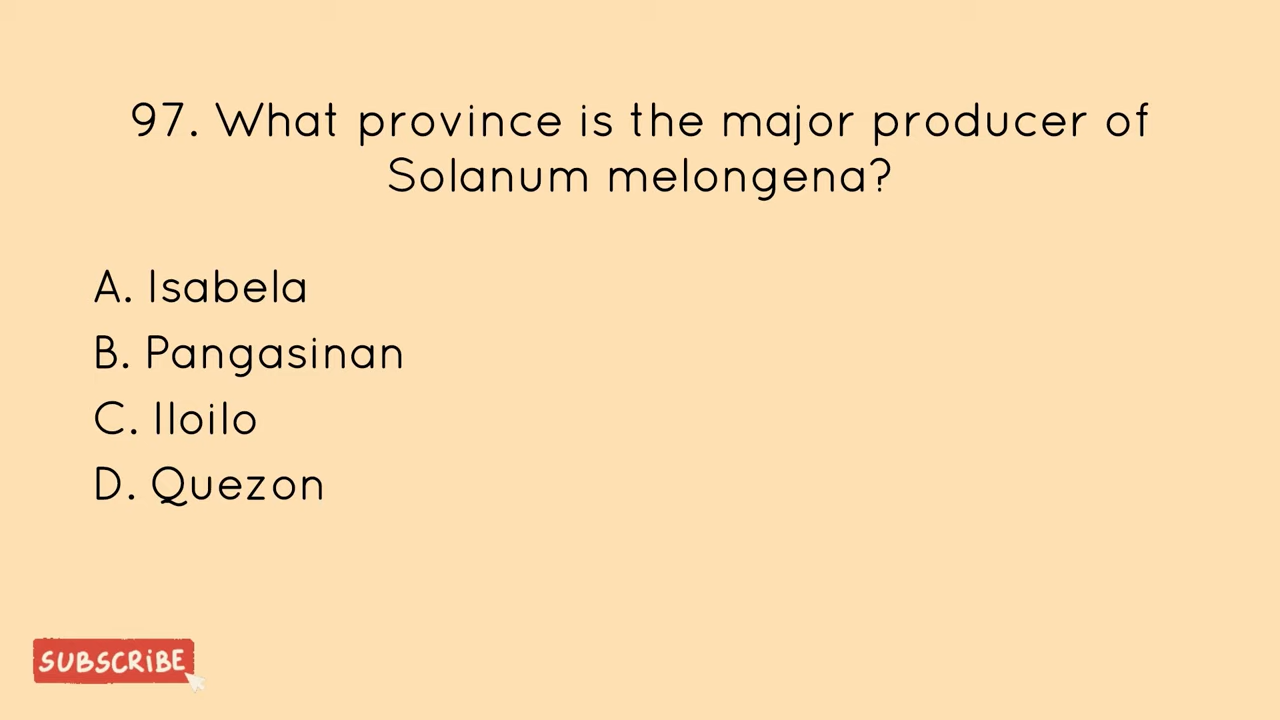 97. What province is the major producer of
Solanum melongena?
A. Isabela
B. Pangasinan
C. Iloilo
D. Quezon
SUBSCRiBE